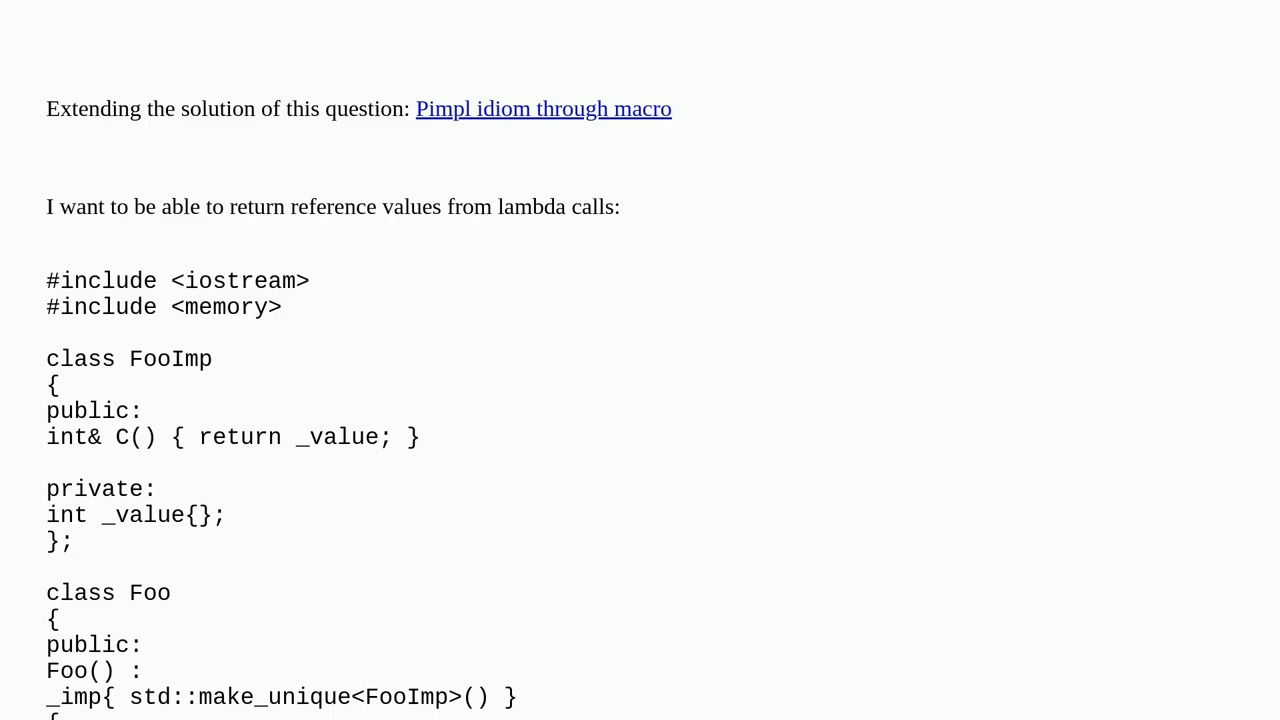 Extending the solution of this question: Pimpl idiom through macro
I want to be able to return reference values from lambda calls:
#include <iostream>
#include <memory>
class FooImp
{
public:
int& C() { return _value; }
private:
int _value{};
};
class Foo
{
public:
Foo() :
_imp{ std::make_unique<FooImp>() }
{